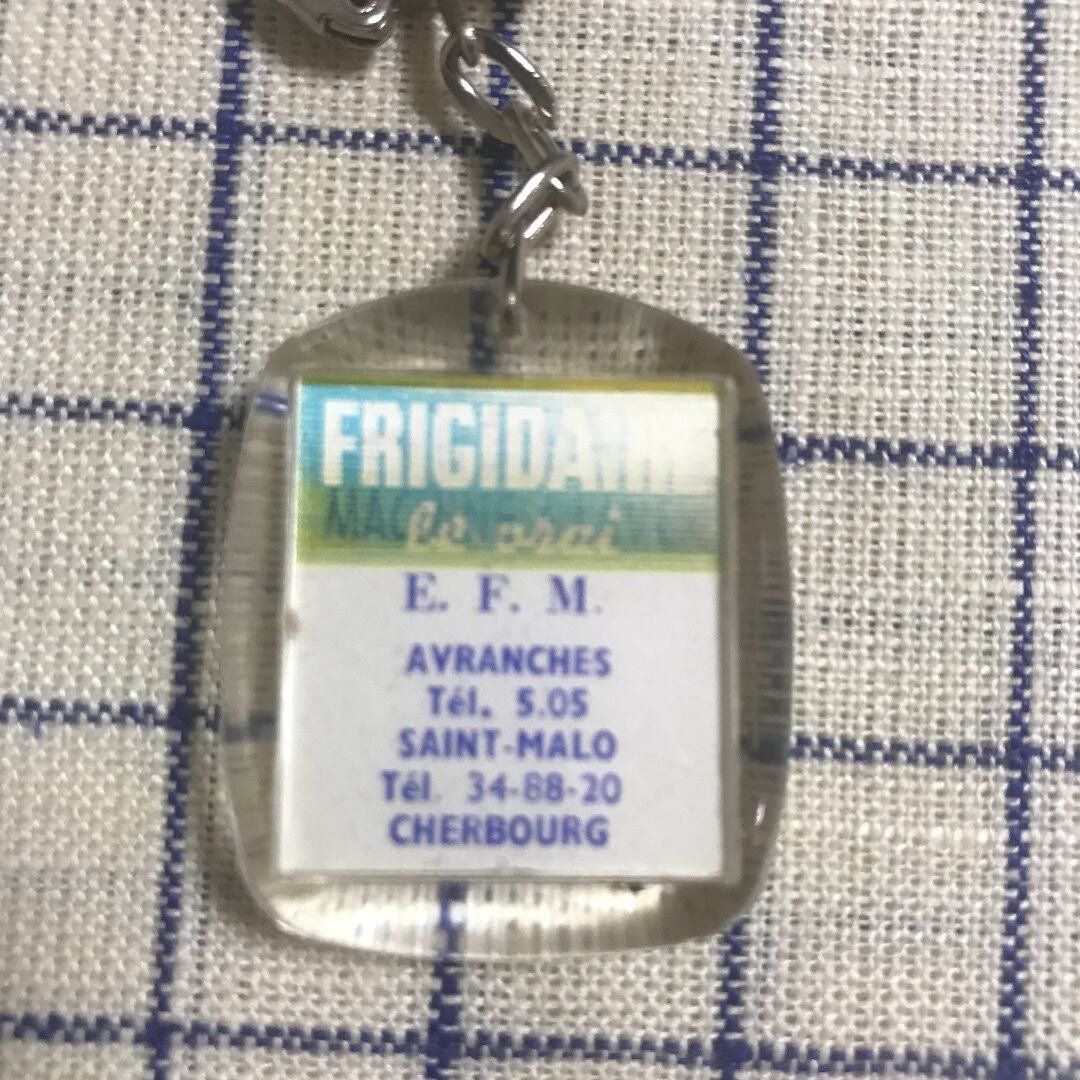 FRIGIDAIRE
le vrai
E. F. M.
AVRANCHES
Tél. 5.05
SAINT-MALO
Tél. 34-88-20
CHERBOURG